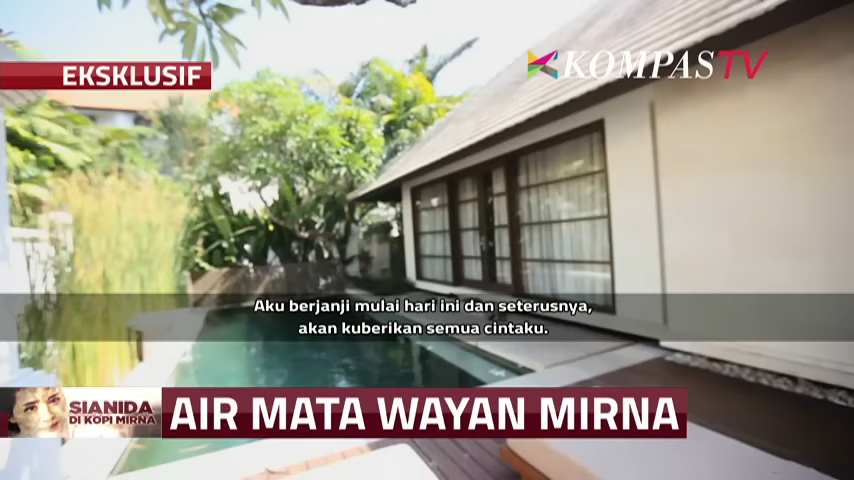 EKSKLUSIF
KOMPASTV
Aku berjanji mulai hari ini dan seterusnya,
akan kuberikan semua cintaku.
SIANIDA
DI KOPI MIRNA
AIR MATA WAYAN MIRNA